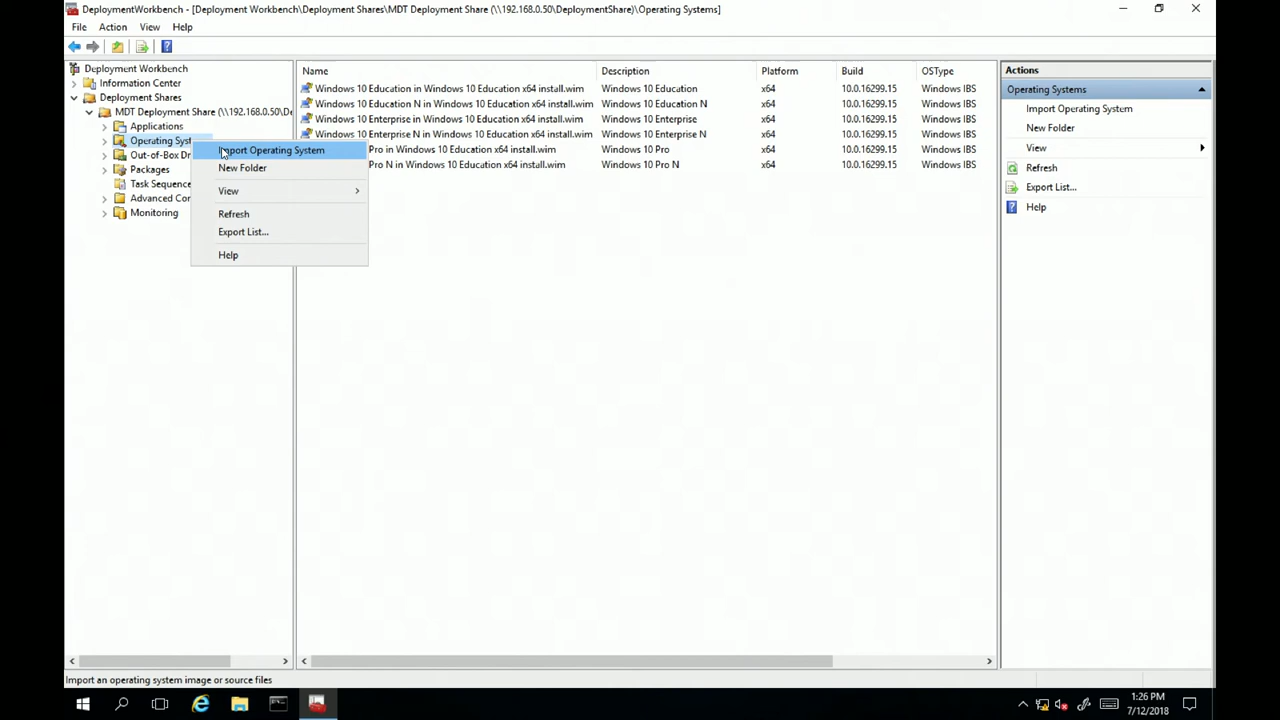 DeploymentWorkbench - [Deployment Workbench\Deployment Shares\MDT Deployment Share (\\192.168.0.50\DeploymentShare)\Operating Systems]
File Action View Help
Deployment Workbench
Information Center
Deployment Shares
MDT Deployment Share (\\192.168.0.50\De
Applications
Operating Syst
Out-of-Box Dr
Packages
Task Sequence
Advanced Con
Monitoring
Import Operating System
New Folder
View
Refresh
Export List...
Help
Name Description Platform Build OSType
Windows 10 Education in Windows 10 Education x64 install.wim Windows 10 Education x64 10.0.16299.15 Windows IBS
Windows 10 Education N in Windows 10 Education x64 install.wim Windows 10 Education N x64 10.0.16299.15 Windows IBS
Windows 10 Enterprise in Windows 10 Education x64 install.wim Windows 10 Enterprise x64 10.0.16299.15 Windows IBS
Windows 10 Enterprise N in Windows 10 Education x64 install.wim Windows 10 Enterprise N x64 10.0.16299.15 Windows IBS
Pro in Windows 10 Education x64 install.wim Windows 10 Pro x64 10.0.16299.15 Windows IBS
Pro N in Windows 10 Education x64 install.wim Windows 10 Pro N x64 10.0.16299.15 Windows IBS
Actions
Operating Systems
Import Operating System
New Folder
View
Refresh
Export List...
Help
Import an operating system image or source files
1:26 PM
7/12/2018